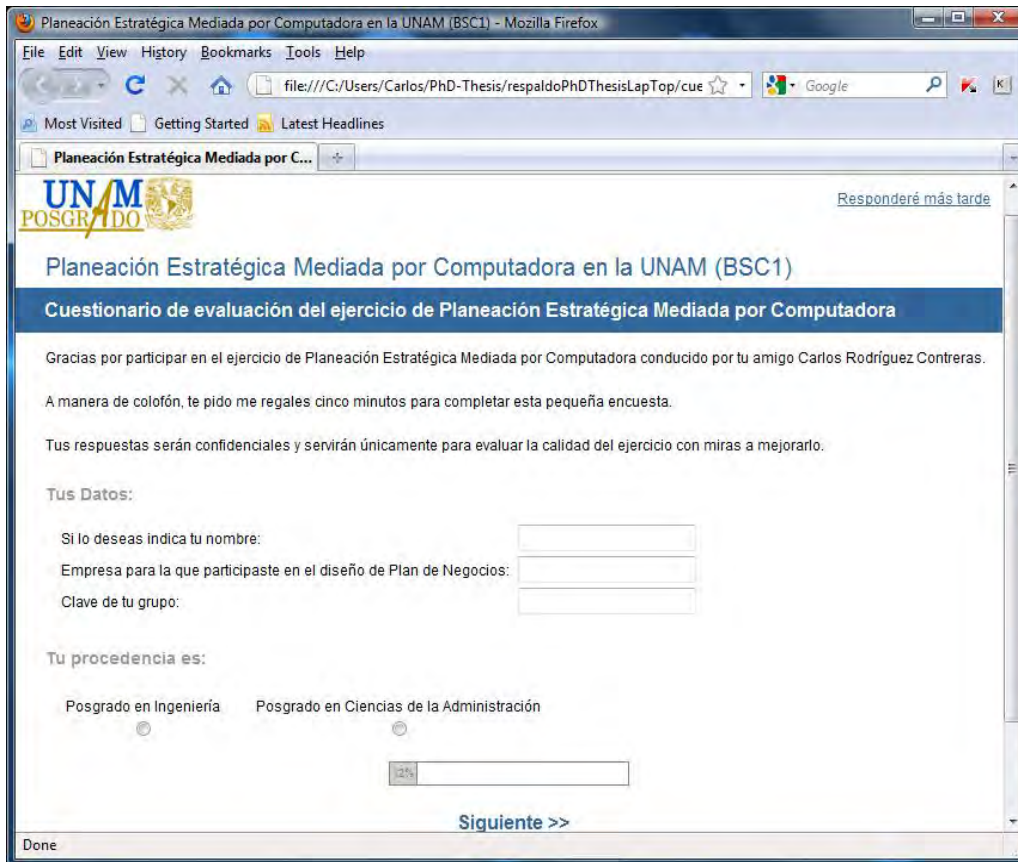 Planeación Estratégica Mediada por Computadora en la UNAM (BSC1) - Mozilla Firefox
File Edit View History Bookmarks Tools Help
file:///C:/Users/Carlos/PhD-Thesis/respaldoPhDThesisLapTop/cue
Google
K
Most Visited Getting Started Latest Headlines
Planeación Estratégica Mediada por C...
UNAM
POSGRADO
Responderé más tarde
Planeación Estratégica Mediada por Computadora en la UNAM (BSC1)
Cuestionario de evaluación del ejercicio de Planeación Estratégica Mediada por Computadora
Gracias por participar en el ejercicio de Planeación Estratégica Mediada por Computadora conducido por tu amigo Carlos Rodríguez Contreras.
A manera de colofón, te pido me regales cinco minutos para completar esta pequeña encuesta.
Tus respuestas serán confidenciales y servirán únicamente para evaluar la calidad del ejercicio con miras a mejorarlo.
Tus Datos:
Si lo deseas indica tu nombre:
Empresa para la que participaste en el diseño de Plan de Negocios:
Clave de tu grupo:
Tu procedencia es:
Posgrado en Ingeniería Posgrado en Ciencias de la Administración
Siguiente >>
Done